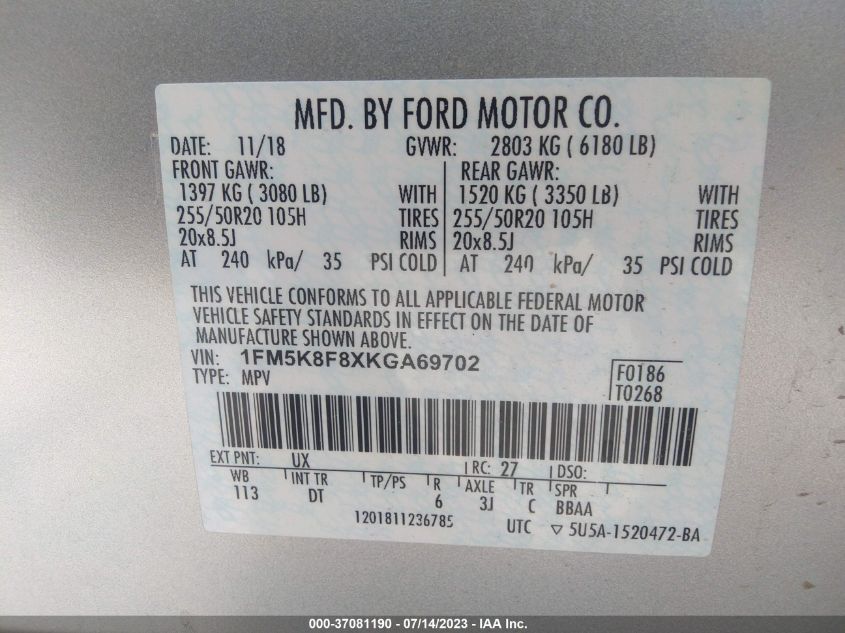 MFD. BY FORD MOTOR CO.
DATE: 11/18 GVWR: 2803 KG ( 6180 LB)
FRONT GAWR: REAR GAWR:
1397 KG ( 3080 LB) WITH 1520 KG ( 3350 LB) WITH
255/50R20 105H TIRES 255/50R20 105H TIRES
20x8.5J RIMS 20x8.5J RIMS
AT 240 kPa/ 35 PSI COLD AT 240 kPa/ 35 PSI COLD
THIS VEHICLE CONFORMS TO ALL APPLICABLE FEDERAL MOTOR
VEHICLE SAFETY STANDARDS IN EFFECT ON THE DATE OF
MANUFACTURE SHOWN ABOVE.
VIN: 1FM5K8F8XKGA69702
TYPE: MPV
F0186
T0268
EXT PNT: UX RC: 27 DSO:
WB INT TR TP/PS R AXLE TR SPR
113 DT 6 3J C BBAA
1201811236785 UTC ▽ 5U5A-1520472-BA
000-37081190 - 07/14/2023 - IAA Inc.